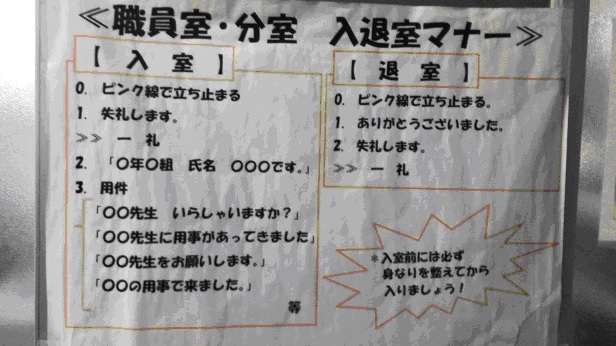 ≪職員室・分室　入退室マナー≫
【　入　室　】
0.　ピンク線で立ち止まる
1.　失礼します。
>>　一　礼
2.　「〇年〇組　氏名　〇〇〇です。」
3.　用件
「〇〇先生　いらしゃいますか？」
「〇〇先生に用事があってきました」
「〇〇先生をお願いします。」
「〇〇の用事で来ました。」
等
【　退　室　】
0.　ピンク線で立ち止まる。
1.　ありがとうございました。
2.　失礼します。
>>　一　礼
＊入室前には必ず
身なりを整えてから
入りましょう！